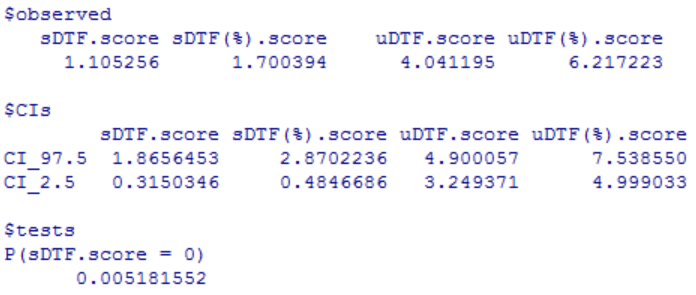 $observed
sDTF.score sDTF(%).score uDTF.score uDTF(%).score
1.105256 1.700394 4.041195 6.217223
$CIs
sDTF.score sDTF(%).score uDTF.score uDTF(%).score
CI_97.5 1.8656453 2.8702236 4.900057 7.538550
CI_2.5 0.3150346 0.4846686 3.249371 4.999033
$tests
P(sDTF.score = 0)
0.005181552